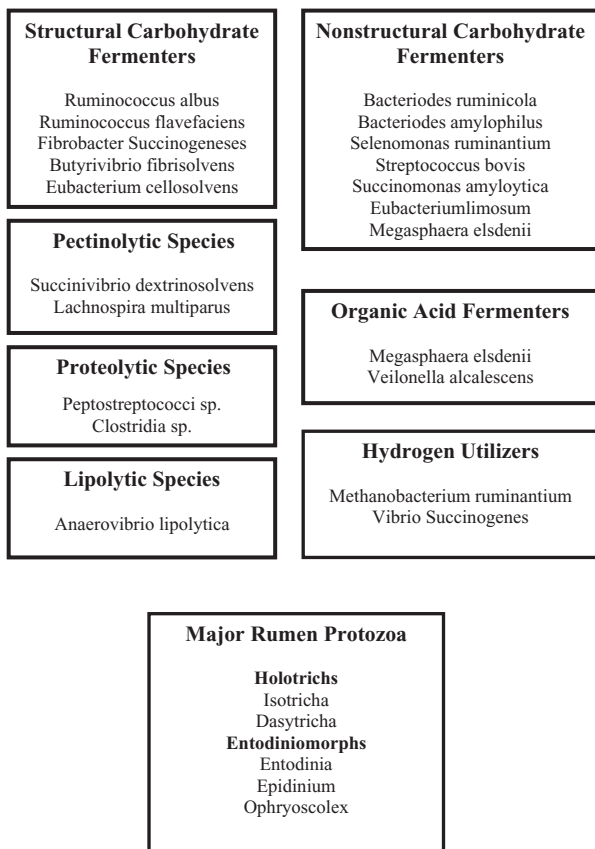 Structural Carbohydrate
Fermenters
Ruminococcus albus
Ruminococcus flavefaciens
Fibrobacter Succinogeneses
Butyrivibrio fibrisolvens
Eubacterium cellosolvens
Pectinolytic Species
Succinivibrio dextrinosolvens
Lachnospira multiparus
Proteolytic Species
Peptostreptococci sp.
Clostridia sp.
Lipolytic Species
Anaerovibrio lipolytica
Nonstructural Carbohydrate
Fermenters
Bacteriodes ruminicola
Bacteriodes amylophilus
Selenomonas ruminantium
Streptococcus bovis
Succinomonas amyloytica
Eubacteriumlimosum
Megasphaera elsdenii
Organic Acid Fermenters
Megasphaera elsdenii
Veilonella alcalescens
Hydrogen Utilizers
Methanobacterium ruminantium
Vibrio Succinogenes
Major Rumen Protozoa
Holotrichs
Isotricha
Dasytricha
Entodiniomorphs
Entodinia
Epidinium
Ophryoscolex